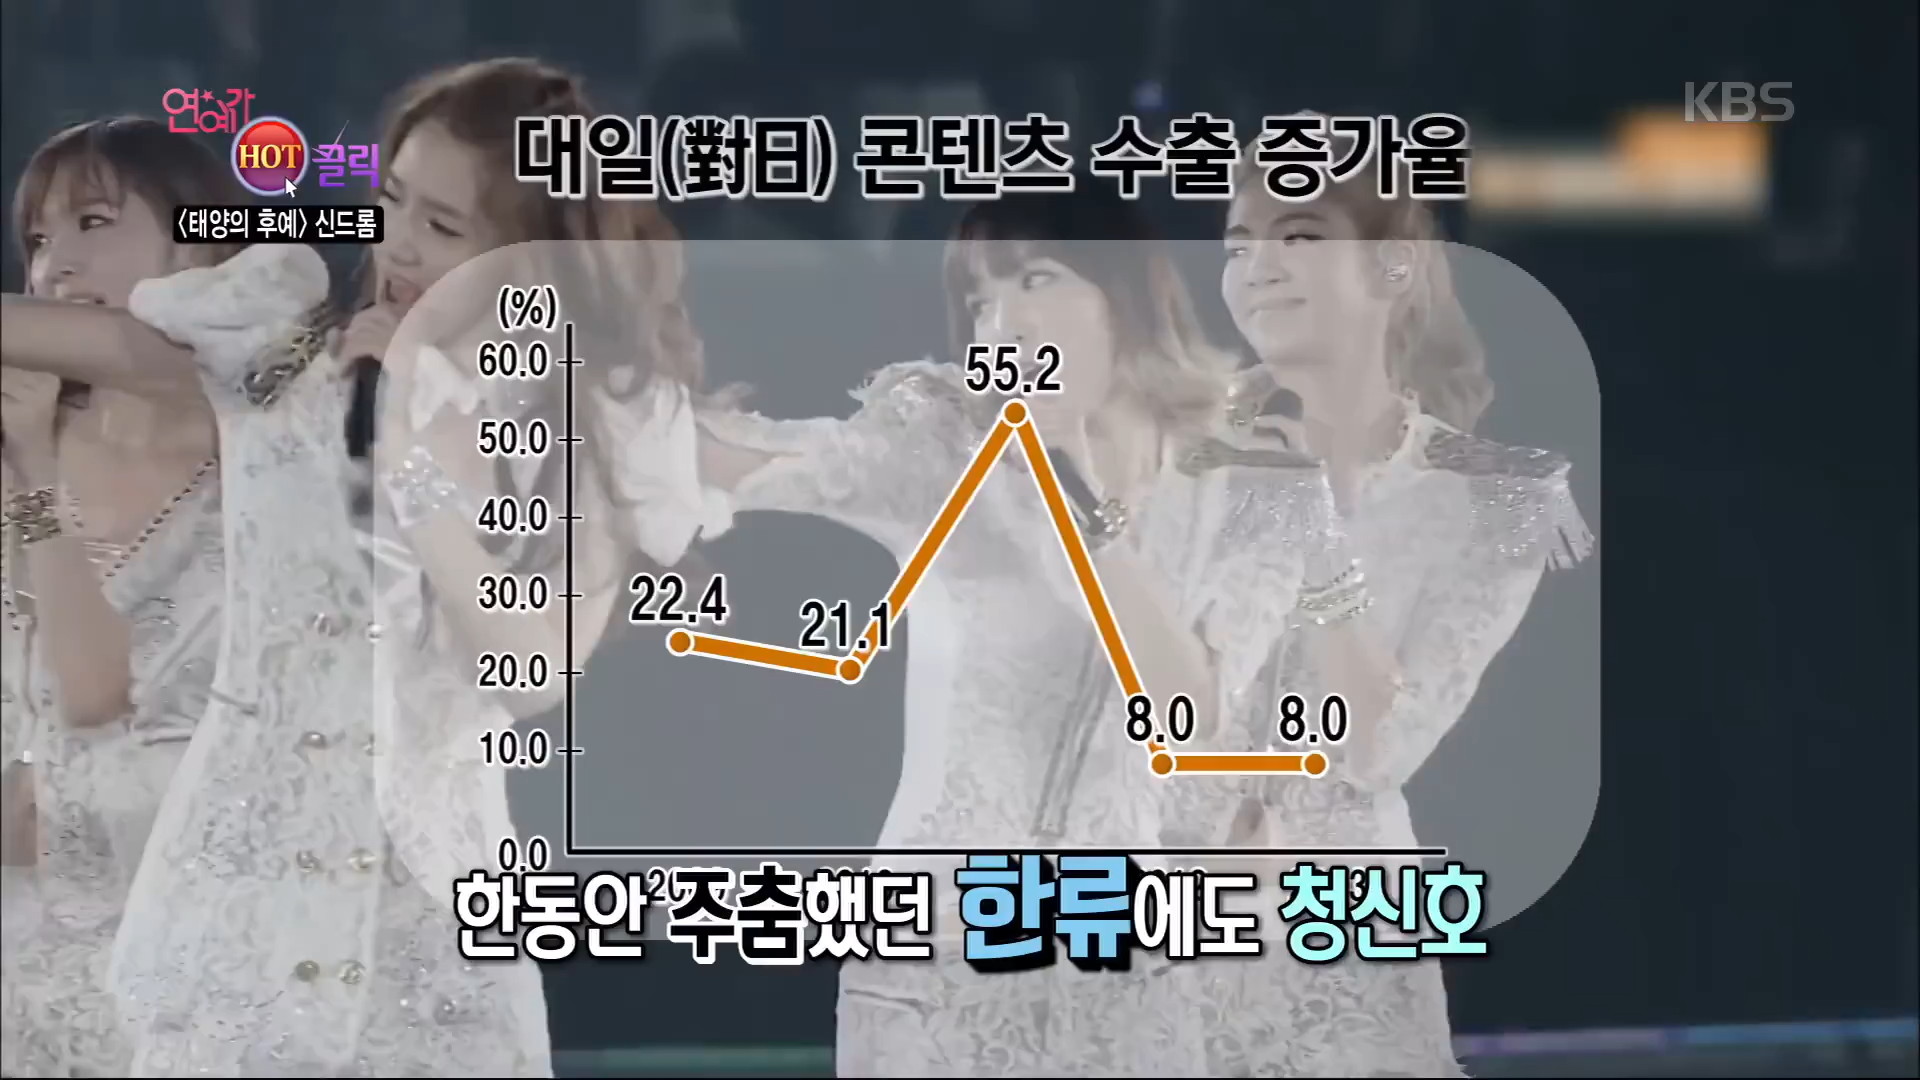 연예가
HOT 클릭
<태양의 후예> 신드롬
KBS
대일(對日) 콘텐츠 수출 증가율
(%)
60.0
50.0
40.0
30.0
20.0
10.0
0.0
22.4
21.1
55.2
8.0
8.0
한동안 주춤했던 한류에도 청신호